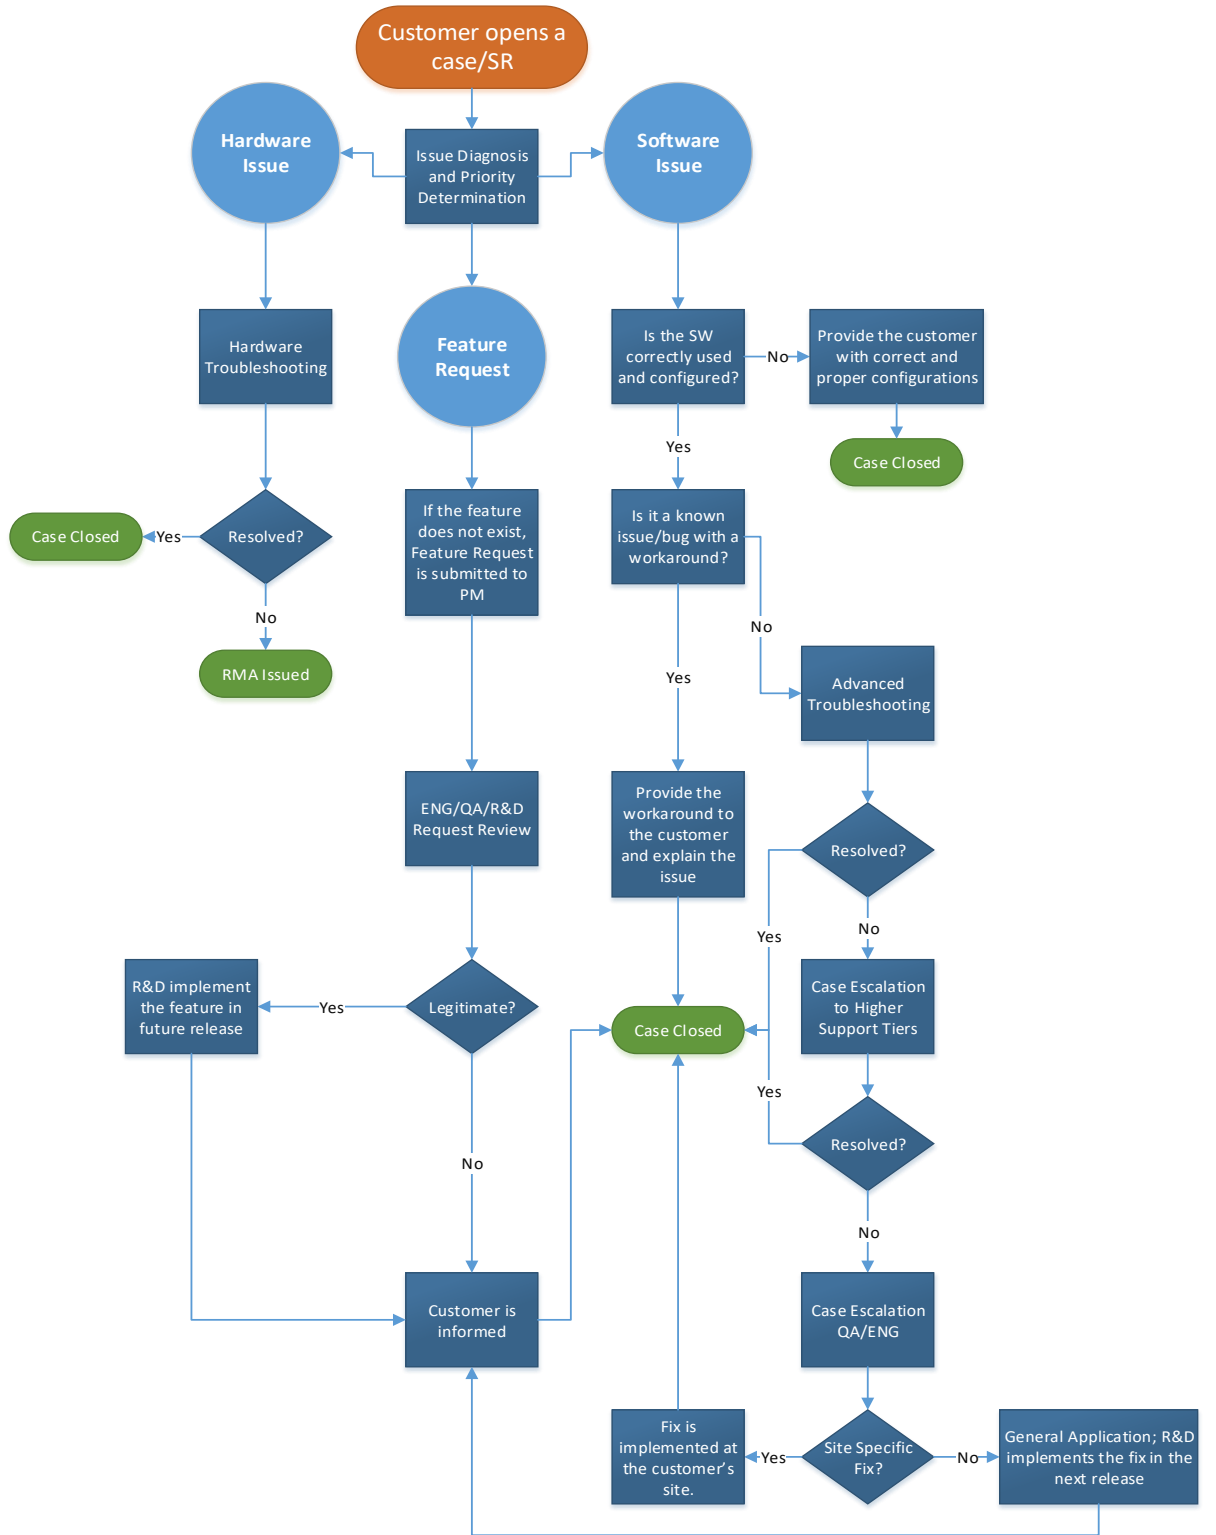 Customer opens a
case/SR
Hardware
Issue
Issue Diagnosis
and Priority
Determination
Software
Issue
Hardware
Troubleshooting
Feature
Request
Is the SW
correctly used
and configured?
No
Provide the customer
with correct and
proper configurations
Yes
Case Closed
Case Closed
Yes
Resolved?
If the feature
does not exist,
Feature Request
is submitted to
PM
Is it a known
issue/bug with a
workaround?
No
No
RMA Issued
Yes
Advanced
Troubleshooting
ENG/QA/R&D
Request Review
Provide the
workaround to
the customer
and explain the
issue
Resolved?
Yes
No
R&D implement
the feature in
future release
Yes
Legitimate?
Case Closed
Case Escalation
to Higher
Support Tiers
Yes
Resolved?
No
No
Customer is
informed
Case Escalation
QA/ENG
Fix is
implemented at
the customer’s
site.
Yes
Site Specific
Fix?
No
General Application; R&D
implements the fix in the
next release